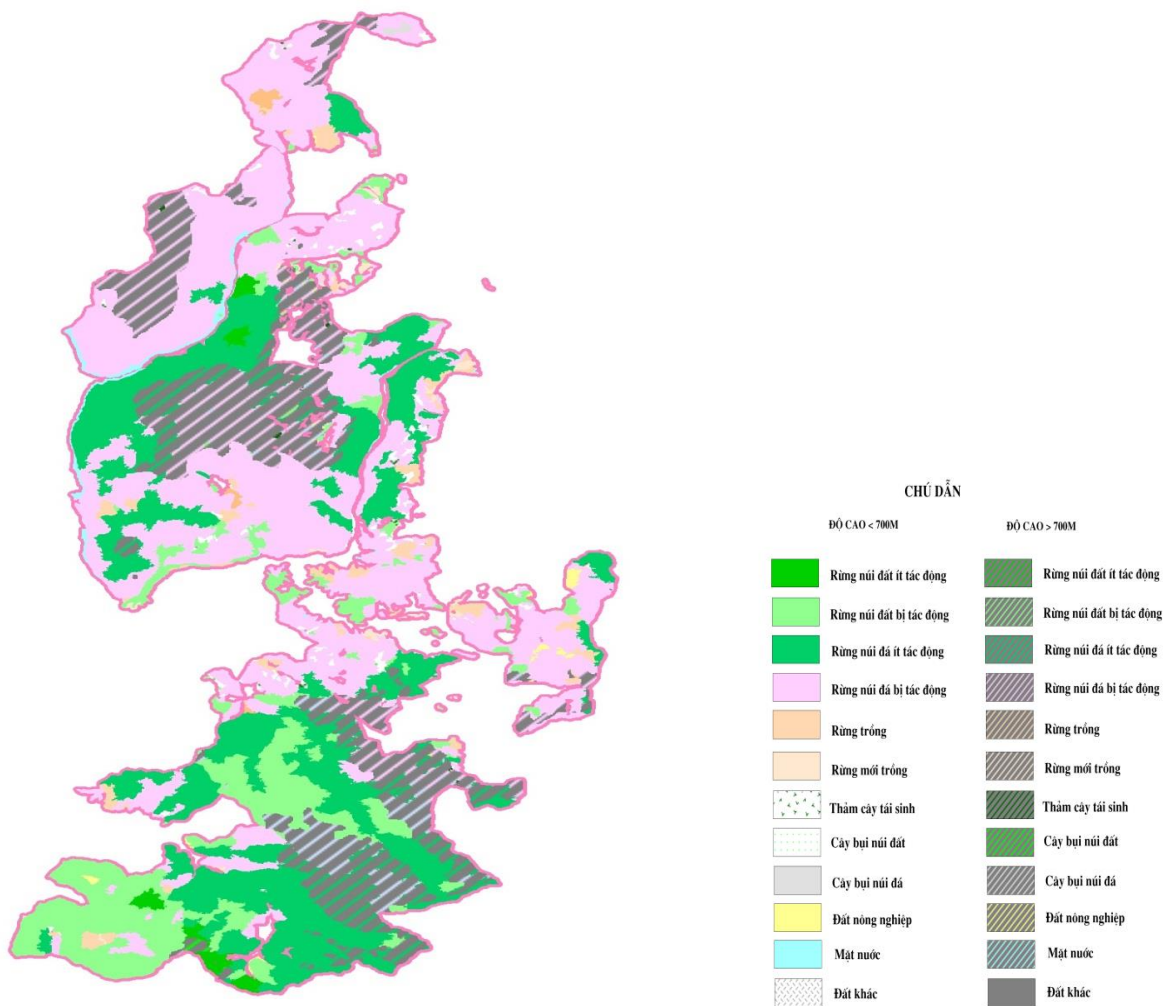 CHÚ DẪN
ĐỘ CAO < 700M
Rừng núi đất ít tác động
Rừng núi đất bị tác động
Rừng núi đá ít tác động
Rừng núi đá bị tác động
Rừng trồng
Rừng mới trồng
Thảm cây tái sinh
Cây bụi núi đất
Cây bụi núi đá
Đất nông nghiệp
Mặt nước
Đất khác
ĐỘ CAO > 700M
Rừng núi đất ít tác động
Rừng núi đất bị tác động
Rừng núi đá ít tác động
Rừng núi đá bị tác động
Rừng trồng
Rừng mới trồng
Thảm cây tái sinh
Cây bụi núi đất
Cây bụi núi đá
Đất nông nghiệp
Mặt nước
Đất khác